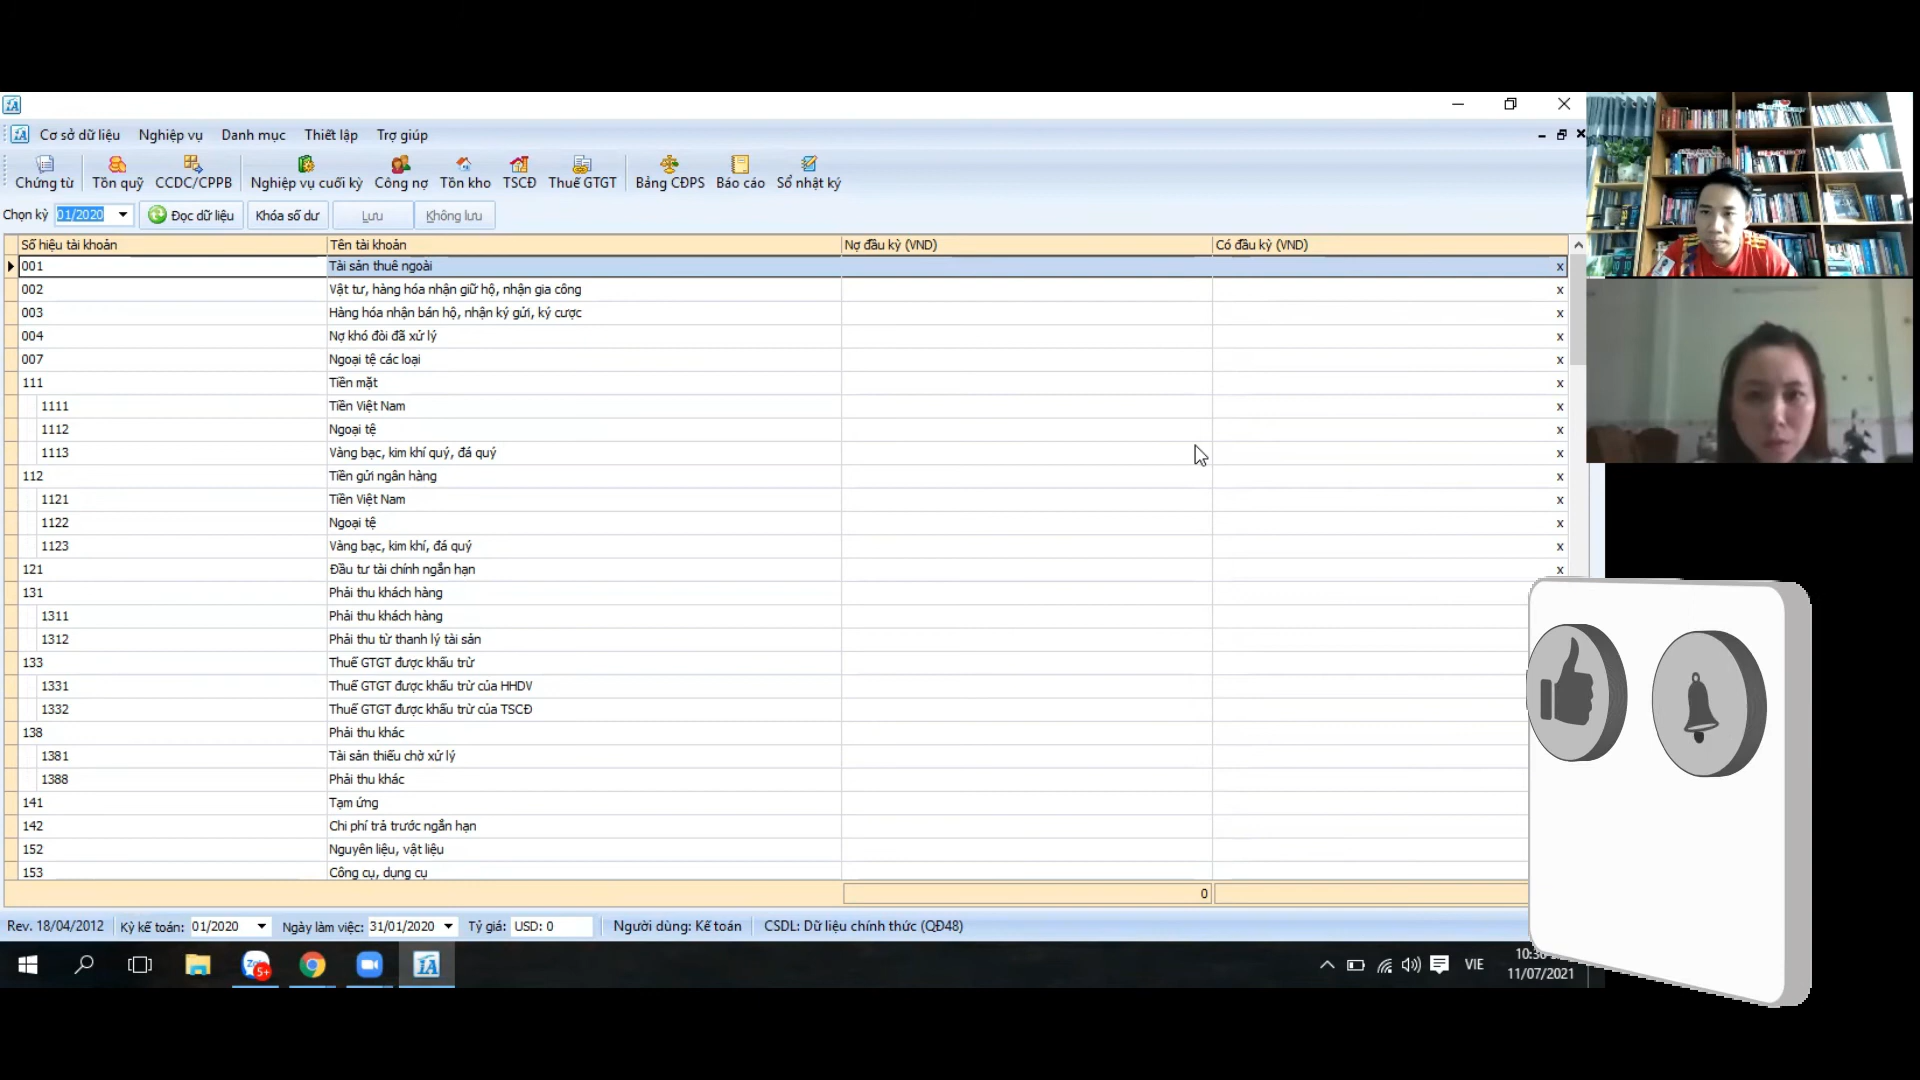 Cơ sở dữ liệu Nghiệp vụ Danh mục Thiết lập Trợ giúp
Chứng từ Tồn quỹ CCDC/CPPB Nghiệp vụ cuối kỳ Công nợ Tồn kho TSCĐ Thuế GTGT Bảng CĐPS Báo cáo Sổ nhật ký
Chọn kỳ 01/2020 Đọc dữ liệu Khóa số dư Lưu Không lưu
Số hiệu tài khoản Tên tài khoản Nợ đầu kỳ (VND) Có đầu kỳ (VND)
001 Tài sản thuê ngoài x
002 Vật tư, hàng hóa nhận giữ hộ, nhận gia công x
003 Hàng hóa nhận bán hộ, nhận ký gửi, ký cược x
004 Nợ khó đòi đã xử lý x
007 Ngoại tệ các loại x
111 Tiền mặt x
1111 Tiền Việt Nam x
1112 Ngoại tệ x
1113 Vàng bạc, kim khí quý, đá quý x
112 Tiền gửi ngân hàng x
1121 Tiền Việt Nam x
1122 Ngoại tệ x
1123 Vàng bạc, kim khí, đá quý x
121 Đầu tư tài chính ngắn hạn x
131 Phải thu khách hàng
1311 Phải thu khách hàng
1312 Phải thu từ thanh lý tài sản
133 Thuế GTGT được khấu trừ
1331 Thuế GTGT được khấu trừ của HHDV
1332 Thuế GTGT được khấu trừ của TSCĐ
138 Phải thu khác
1381 Tài sản thiếu chờ xử lý
1388 Phải thu khác
141 Tạm ứng
142 Chi phí trả trước ngắn hạn
152 Nguyên liệu, vật liệu
153 Công cụ, dụng cụ
0
Rev. 18/04/2012 Kỳ kế toán: 01/2020 Ngày làm việc: 31/01/2020 Tỷ giá: USD: 0 Người dùng: Kế toán CSDL: Dữ liệu chính thức (QĐ48)
5+ iA VIE
11/07/2021